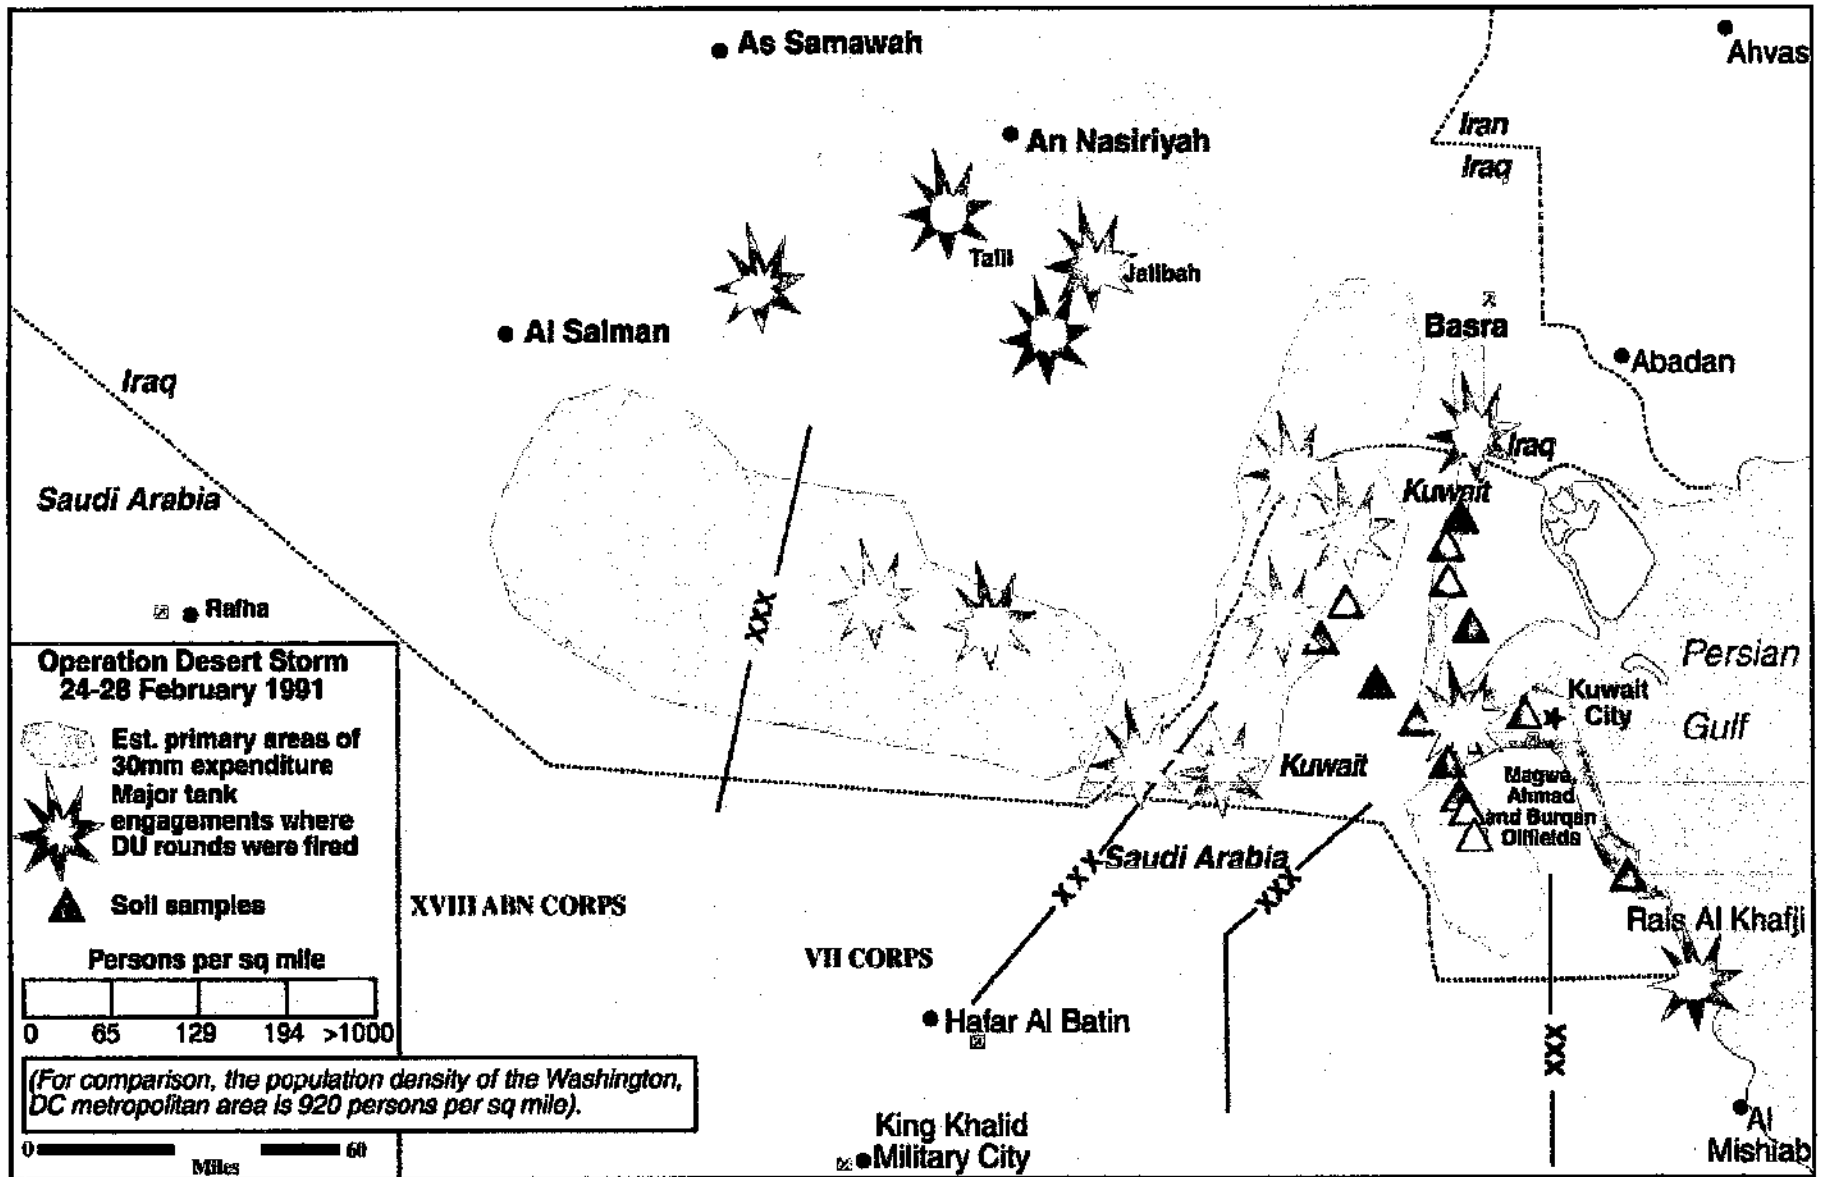 As Samawah
Ahvas
Iran
Iraq
An Nasiriyah
Talil
Jalibah
Basra
Al Salman
Abadan
Iraq
Iraq
Kuwait
Saudi Arabia
XXX
Rafha
Persian
Gulf
Kuwait
City
Kuwait
Magwa,
Ahmad
and Burqan
Oilfields
Operation Desert Storm
24-28 February 1991
Est. primary areas of
30mm expenditure
Major tank
engagements where
DU rounds were fired
Soil samples
Persons per sq mile
0 65 129 194 >1000
(For comparison, the population density of the Washington,
DC metropolitan area is 920 persons per sq mile).
0 60
Miles
Saudi Arabia
XXX
XXX
XVIII ABN CORPS
VII CORPS
Rais Al Khafji
Hafar Al Batin
XXX
King Khalid
Military City
Al
Mishiab